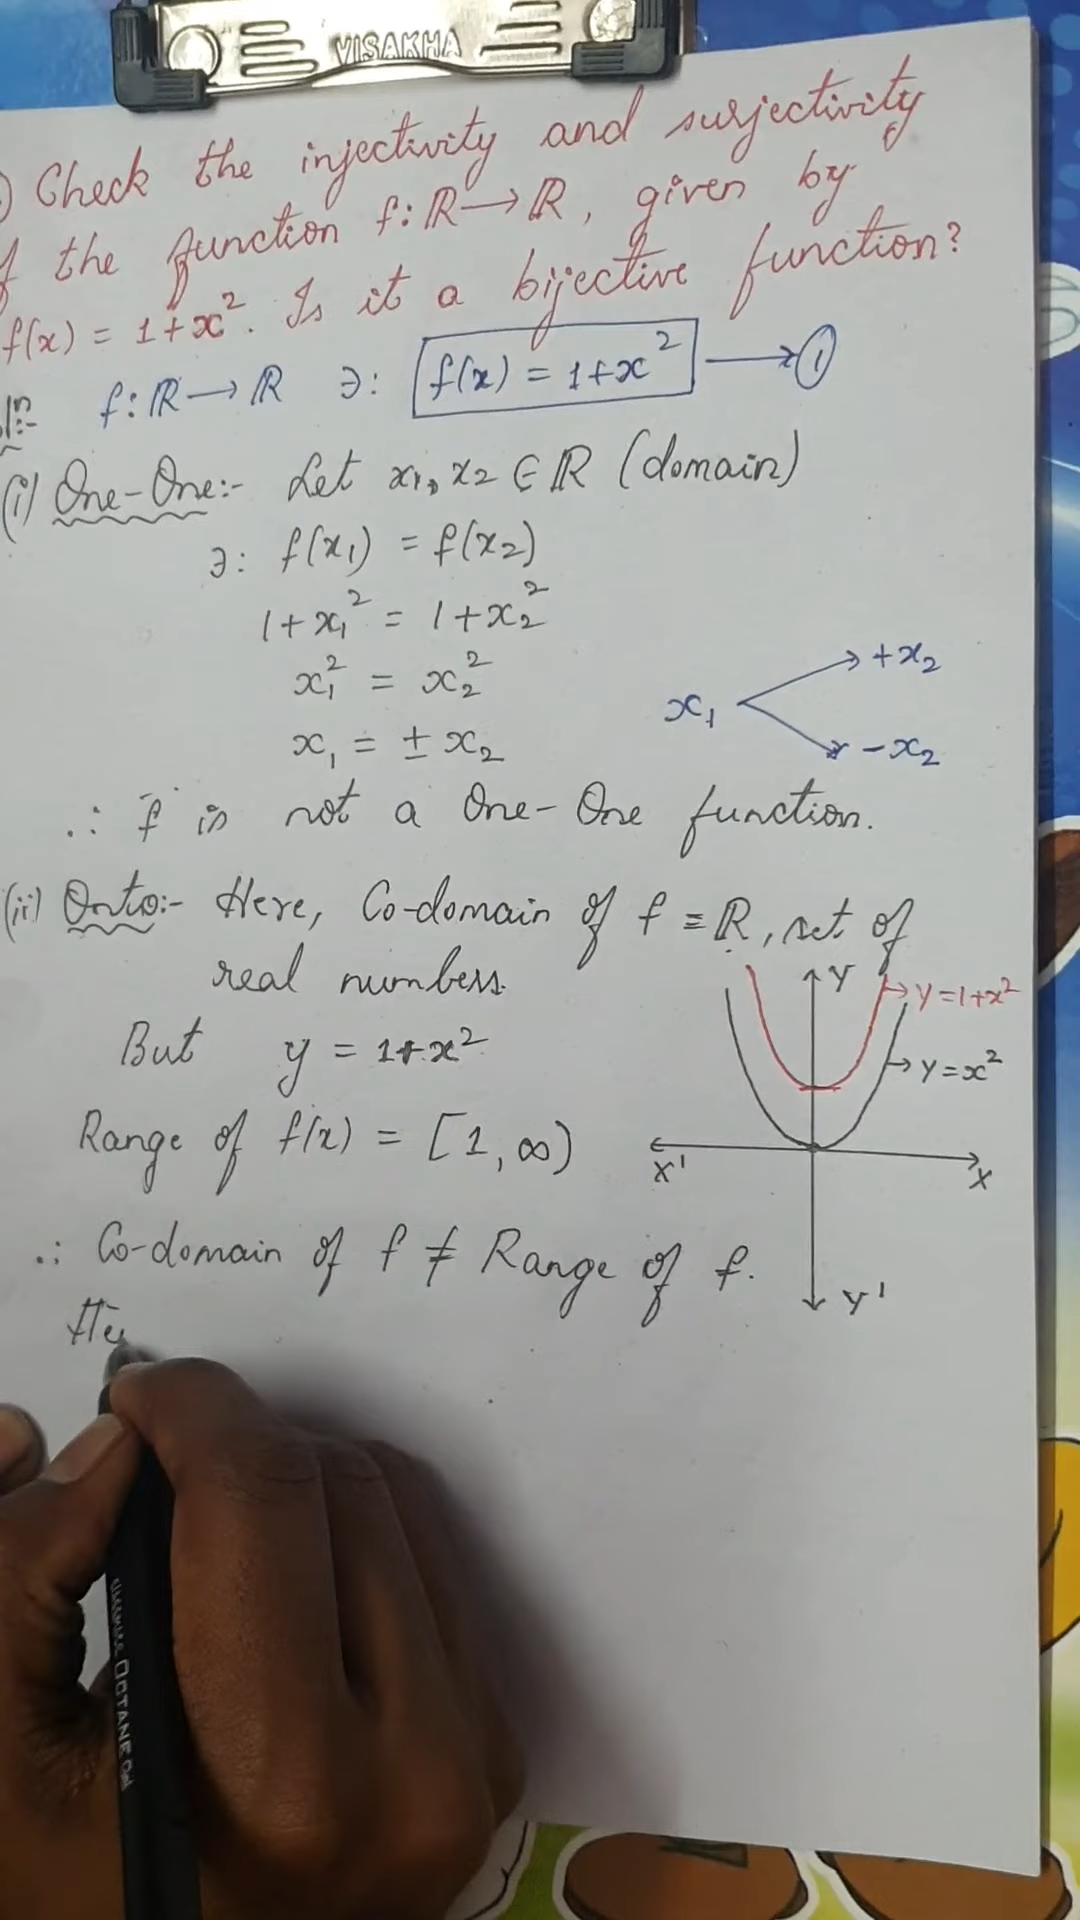 VISAKHA
) Check the injectivity and surjectivity
f the function f: ℝ→ℝ, given by
f(x) = 1+x². Is it a bijective function?
ln:- f: ℝ→ℝ ∋: f(x) = 1+x² → 1
(i) One-One:- Let x₁, x₂ ∈ ℝ (domain)
∋: f(x₁) = f(x₂)
1+x₁² = 1+x₂²
x₁² = x₂²
x₁ = ± x₂
x₁ +x₂
-x₂
∴ f is not a One-One function.
(ii) Onto:- Here, Co-domain of f = ℝ, set of
real numbers.
But y = 1+x²
Range of f(x) = [1, ∞)
Y
y=1+x²
y=x²
X'
X
Y'
∴ Co-domain of f ≠ Range of f.
He
OCTANE Gel